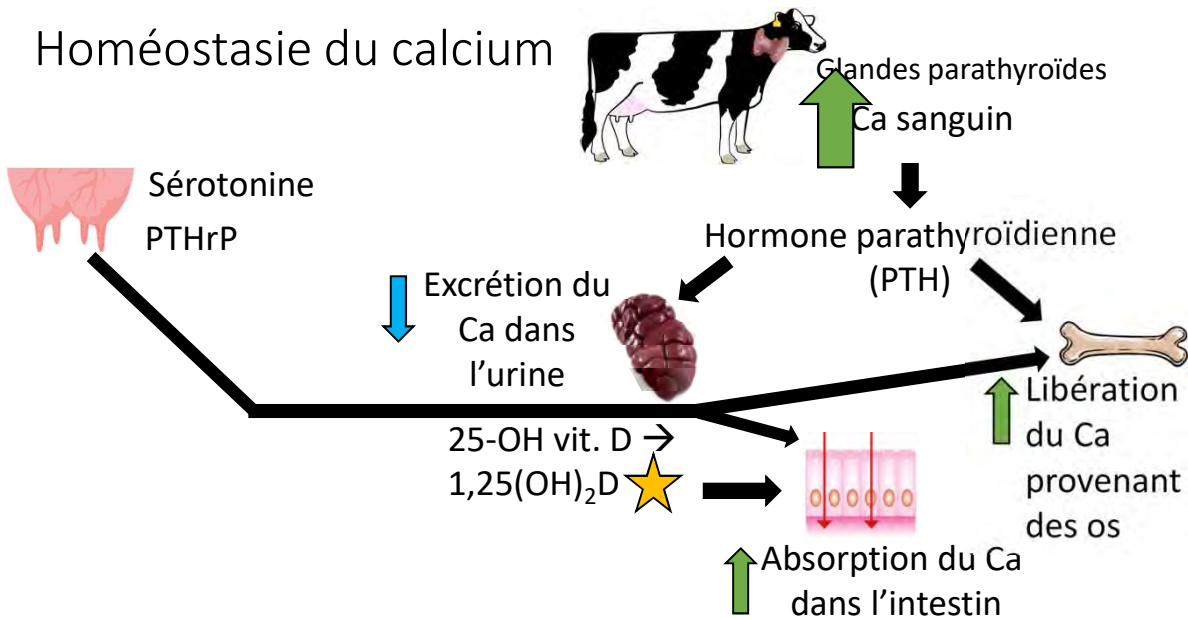 Homéostasie du calcium
Glandes parathyroïdes
Ca sanguin
Sérotonine
PTHrP
Hormone parathyroïdienne
(PTH)
Excrétion du
Ca dans
l’urine
Libération
du Ca
provenant
des os
25-OH vit. D →
1,25(OH)₂D
Absorption du Ca
dans l’intestin